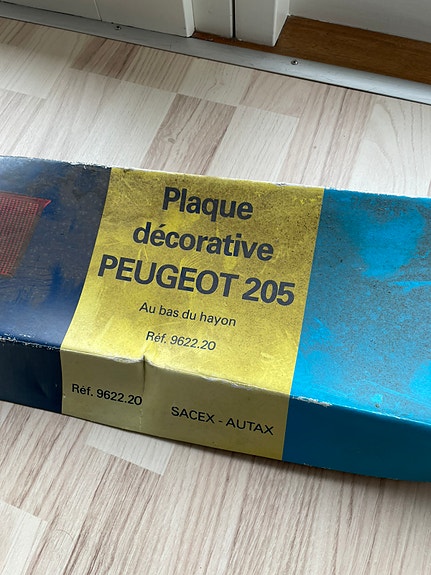 Plaque
décorative
PEUGEOT 205
Au bas du hayon
Réf. 9622.20
Réf. 9622.20
SACEX - AUTAX